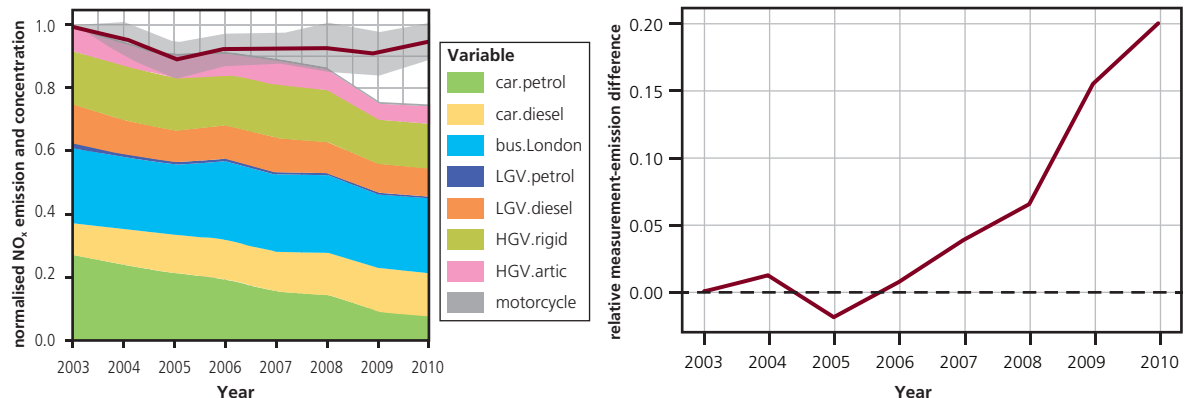 normalised NOx emission and concentration
1.0
0.8
0.6
0.4
0.2
0.0
2003 2004 2005 2006 2007 2008 2009 2010
Year
Variable
car.petrol
car.diesel
bus.London
LGV.petrol
LGV.diesel
HGV.rigid
HGV.artic
motorcycle
relative measurement-emission difference
0.20
0.15
0.10
0.05
0.00
2003 2004 2005 2006 2007 2008 2009 2010
Year